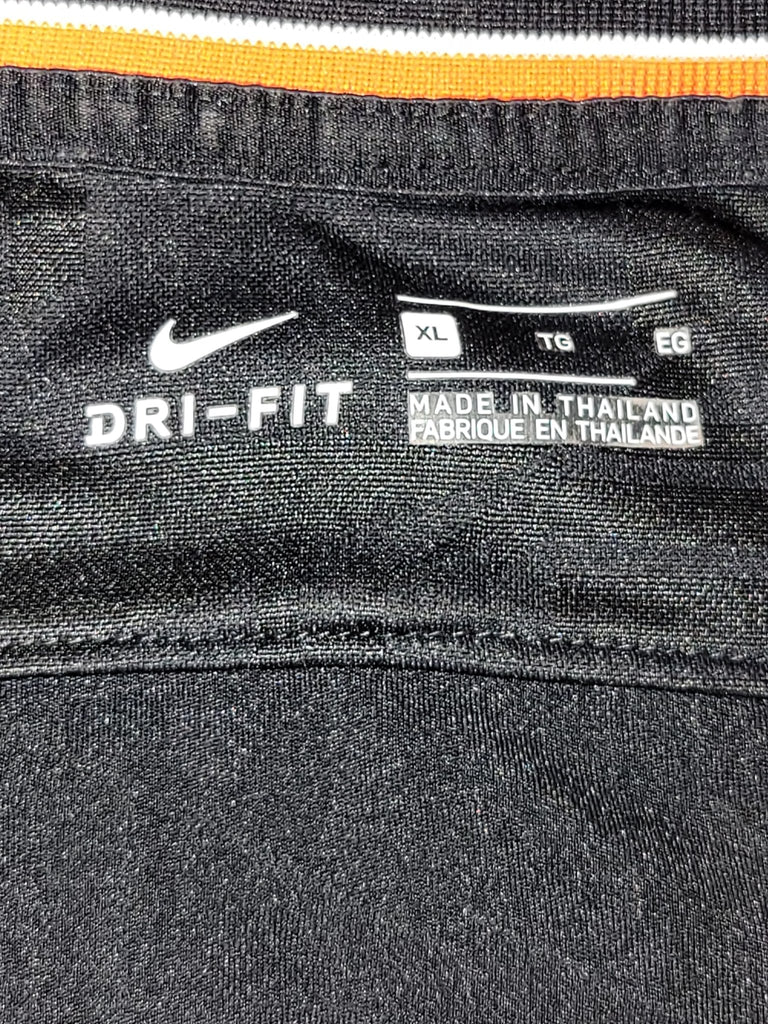 DRI-FIT
XL TG EG
MADE IN THAILAND
FABRIQUE EN THAILANDE